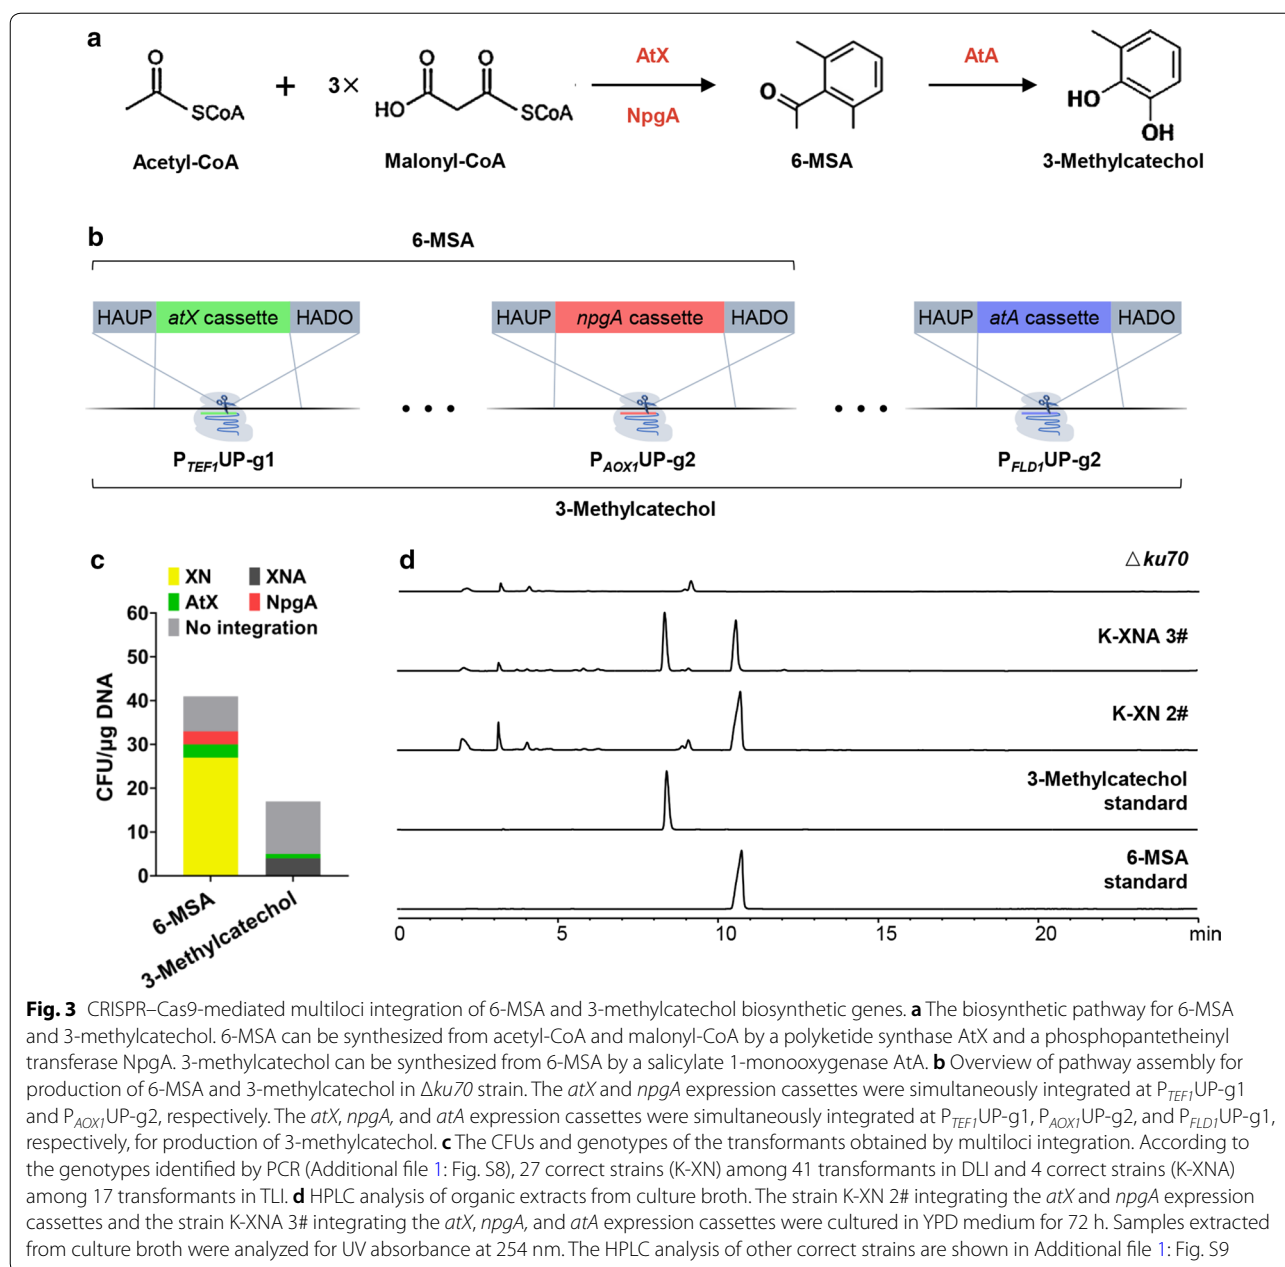 a
O
SCoA
Acetyl-CoA
+
3×
O O
HO SCoA
Malonyl-CoA
AtX
NpgA
O
6-MSA
AtA
HO
OH
3-Methylcatechol
b
6-MSA
HAUP atX cassette HADO
HAUP npgA cassette HADO
HAUP atA cassette HADO
PTEF1UP-g1
PAOX1UP-g2
PFLD1UP-g2
3-Methylcatechol
c
XN XNA
AtX NpgA
No integration
CFU/µg DNA
60
50
40
30
20
10
0
6-MSA
3-Methylcatechol
d
△ku70
K-XNA 3#
K-XN 2#
3-Methylcatechol
standard
6-MSA
standard
0 5 10 15 20 min
Fig. 3 CRISPR–Cas9-mediated multiloci integration of 6-MSA and 3-methylcatechol biosynthetic genes. a The biosynthetic pathway for 6-MSA
and 3-methylcatechol. 6-MSA can be synthesized from acetyl-CoA and malonyl-CoA by a polyketide synthase AtX and a phosphopantetheinyl
transferase NpgA. 3-methylcatechol can be synthesized from 6-MSA by a salicylate 1-monooxygenase AtA. b Overview of pathway assembly for
production of 6-MSA and 3-methylcatechol in Δku70 strain. The atX and npgA expression cassettes were simultaneously integrated at PTEF1UP-g1
and PAOX1UP-g2, respectively. The atX, npgA, and atA expression cassettes were simultaneously integrated at PTEF1UP-g1, PAOX1UP-g2, and PFLD1UP-g1,
respectively, for production of 3-methylcatechol. c The CFUs and genotypes of the transformants obtained by multiloci integration. According to
the genotypes identified by PCR (Additional file 1: Fig. S8), 27 correct strains (K-XN) among 41 transformants in DLI and 4 correct strains (K-XNA)
among 17 transformants in TLI. d HPLC analysis of organic extracts from culture broth. The strain K-XN 2# integrating the atX and npgA expression
cassettes and the strain K-XNA 3# integrating the atX, npgA, and atA expression cassettes were cultured in YPD medium for 72 h. Samples extracted
from culture broth were analyzed for UV absorbance at 254 nm. The HPLC analysis of other correct strains are shown in Additional file 1: Fig. S9